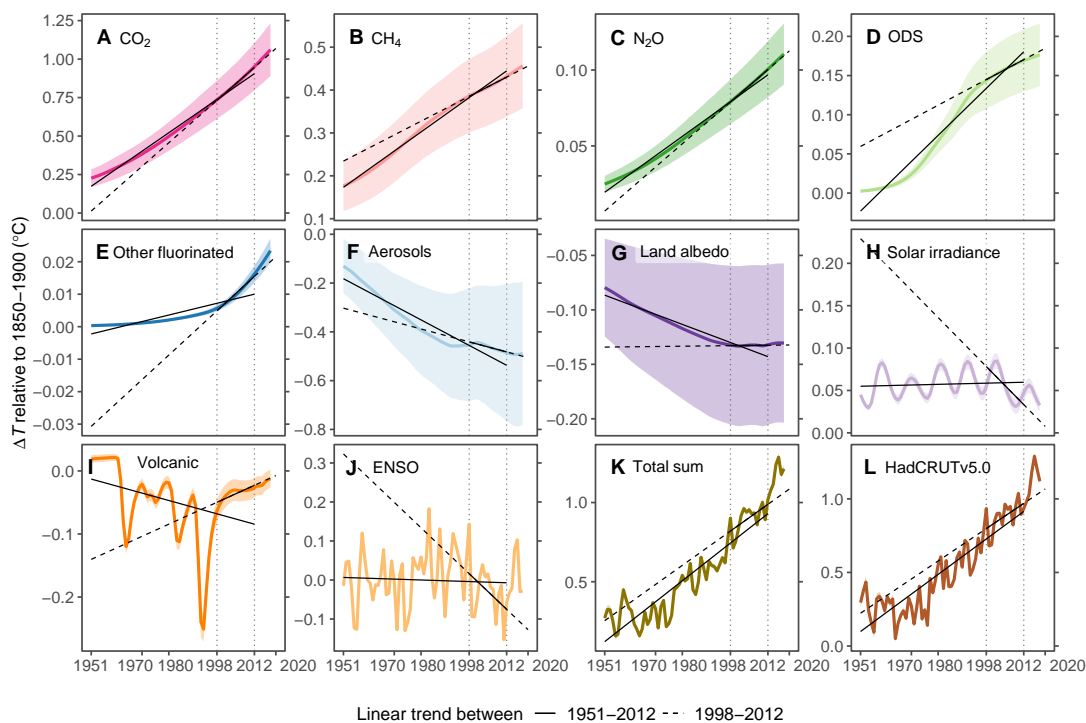 A CO₂
1.25
1.00
0.75
0.50
0.25
0.00
B CH₄
0.5
0.4
0.3
0.2
0.1
C N₂O
0.10
0.05
D ODS
0.20
0.15
0.10
0.05
0.00
ΔT relative to 1850−1900 (°C)
E Other fluorinated
0.02
0.01
0.00
−0.01
−0.02
−0.03
F Aerosols
−0.0
−0.2
−0.4
−0.6
−0.8
G Land albedo
−0.05
−0.10
−0.15
−0.20
H Solar irradiance
0.20
0.15
0.10
0.05
0.00
I Volcanic
−0.0
−0.1
−0.2
J ENSO
0.3
0.2
0.1
−0.0
−0.1
K Total sum
1.0
0.5
L HadCRUTv5.0
1.0
0.5
0.0
1951 1970 1998 2012 2020
1951 1970 1980 1998 2012 2020
1951 1970 1980 1998 2012 2020
1951 1970 1980 1998 2012 2020
Linear trend between 1951−2012 1998−2012